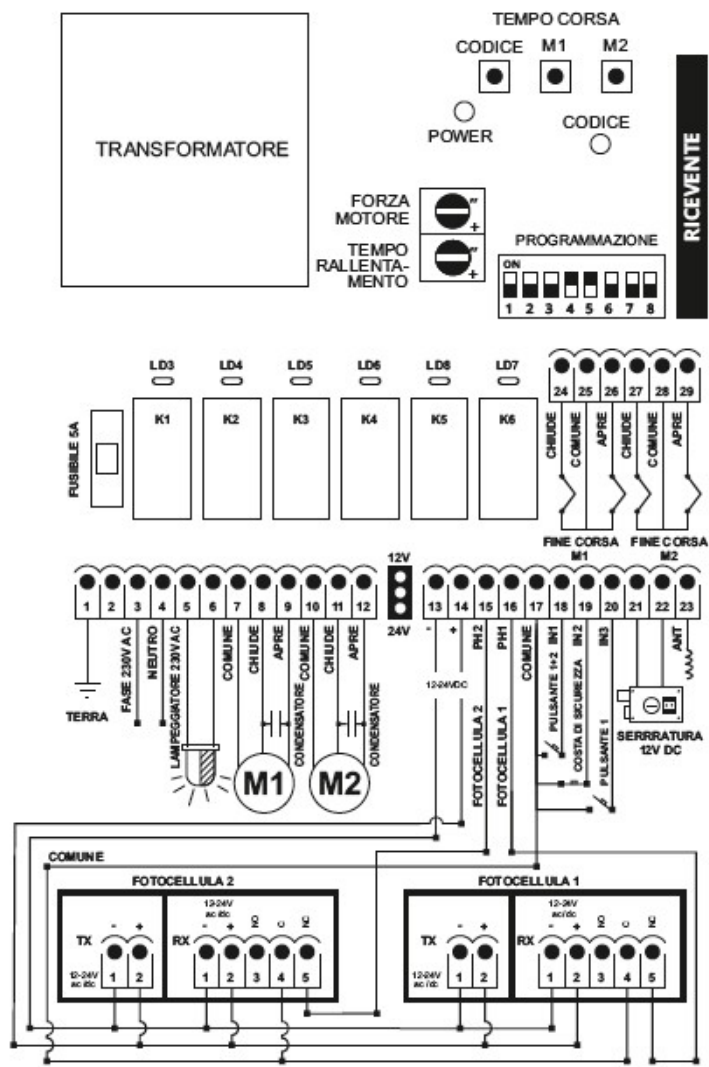 TEMPO CORSA
CODICE M1 M2
POWER
CODICE
TRANSFORMATORE
RICEVENTE
FORZA
MOTORE
TEMPO
RALLENTA-
MENTO
PROGRAMMAZIONE
ON
1 2 3 4 5 6 7 8
LD3 LD4 LD5 LD6 LD8 LD7
K1 K2 K3 K4 K5 K6
FUSIBILE 5A
24 25 26 27 28 29
CHIUDE
COMUNE
APRE
CHIUDE
COMUNE
APRE
FINE CORSA
M1
FINE CORSA
M2
12V
24V
1 2 3 4 5 6 7 8 9 10 11 12
13 14 15 16 17 18 19 20 21 22 23
TERRA
FASE 230V AC
NEUTRO
LAMPEGGIATORE 230V AC
COMUNE
CHIUDE
APRE
CONDENSATORE
COMUNE
CHIUDE
APRE
CONDENSATORE
M1
M2
- +
12-24VDC
PH2
FOTOCELLULA 2
PH1
FOTOCELLULA 1
COMUNE
IN1
PULSANTE 1+2
IN2
COSTA DI SICUREZZA
IN3
PULSANTE 1
ANT
SERRRATURA
12V DC
COMUNE
FOTOCELLULA 2
TX
- +
1 2
12-24V
ac/dc
12-24V
ac/dc
RX
- + NO C NC
1 2 3 4 5
FOTOCELLULA 1
TX
- +
1 2
12-24V
ac/dc
12-24V
ac/dc
RX
- + NO C NC
1 2 3 4 5